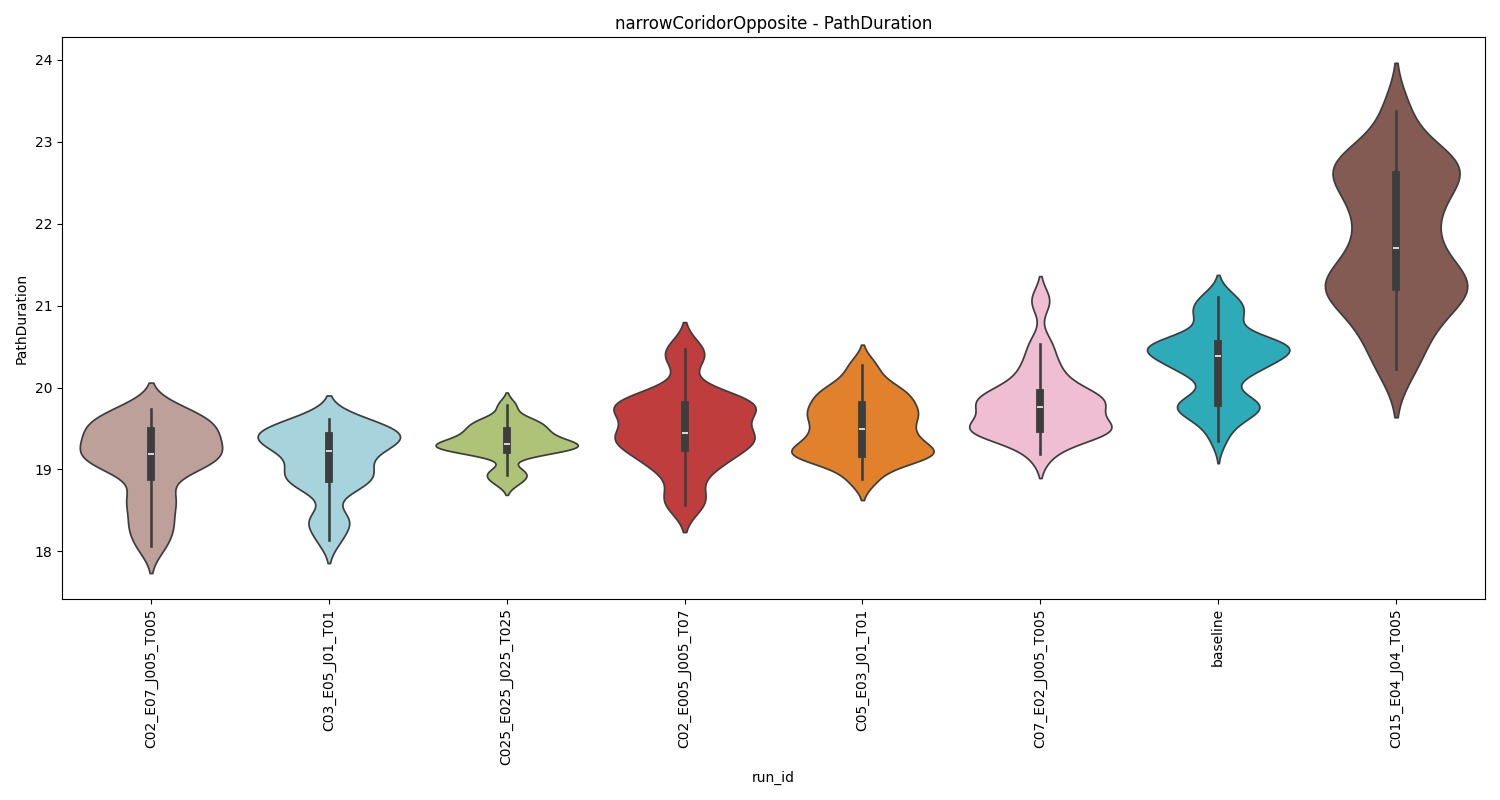 narrowCoridorOpposite - PathDuration
24
23
22
21
20
19
18
PathDuration
C02_E07_J005_T005
C03_E05_J01_T01
C025_E025_J025_T025
C02_E005_J005_T07
C05_E03_J01_T01
C07_E02_J005_T005
baseline
C015_E04_J04_T005
run_id